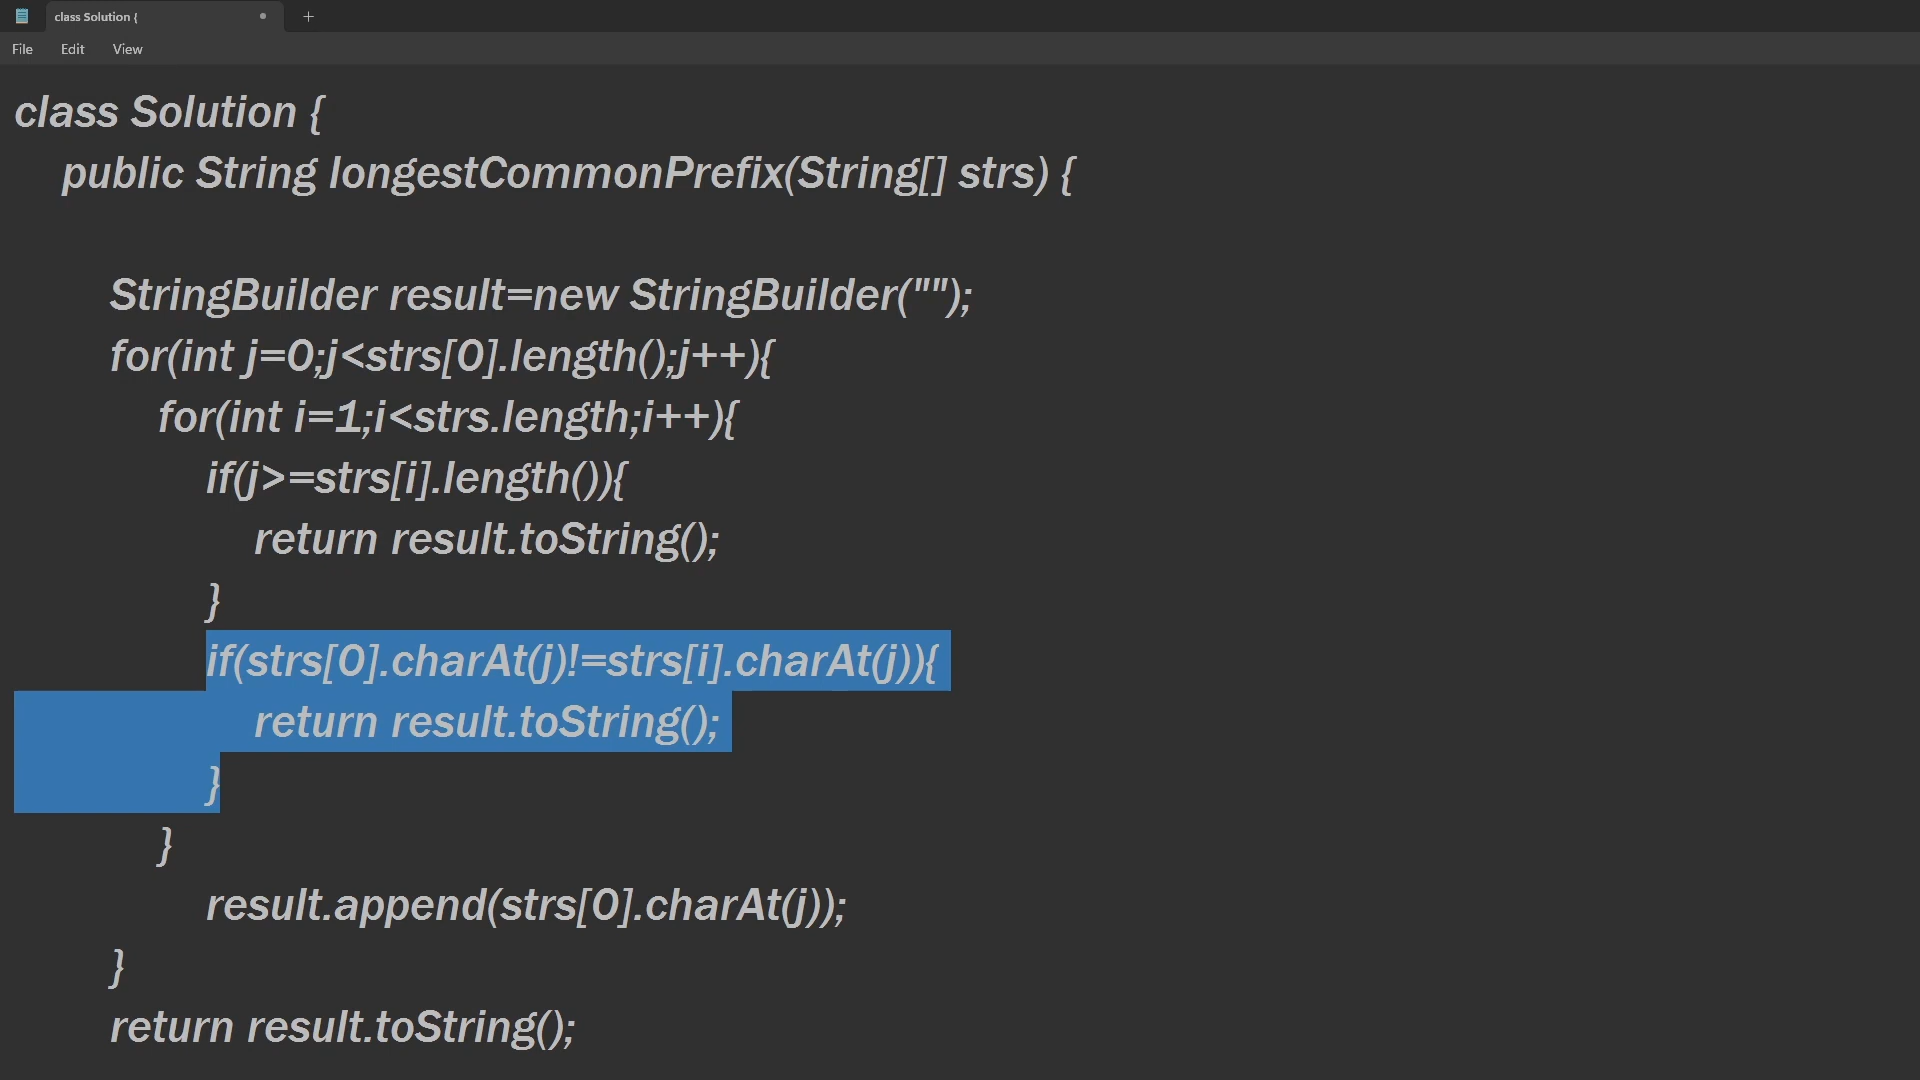 class Solution {
File Edit View
class Solution {
public String longestCommonPrefix(String[] strs) {
StringBuilder result=new StringBuilder("");
for(int j=0;j<strs[0].length();j++){
for(int i=1;i<strs.length;i++){
if(j>=strs[i].length()){
return result.toString();
}
if(strs[0].charAt(j)!=strs[i].charAt(j)){
return result.toString();
}
}
result.append(strs[0].charAt(j));
}
return result.toString();